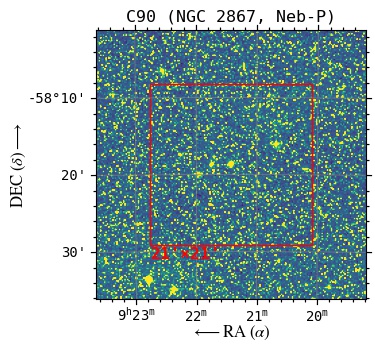 C90 (NGC 2867, Neb-P)
-58°10'
20'
30'
DEC (δ) ⟶
21'×21'
9ʰ23ᵐ 22ᵐ 21ᵐ 20ᵐ
⟵ RA (α)